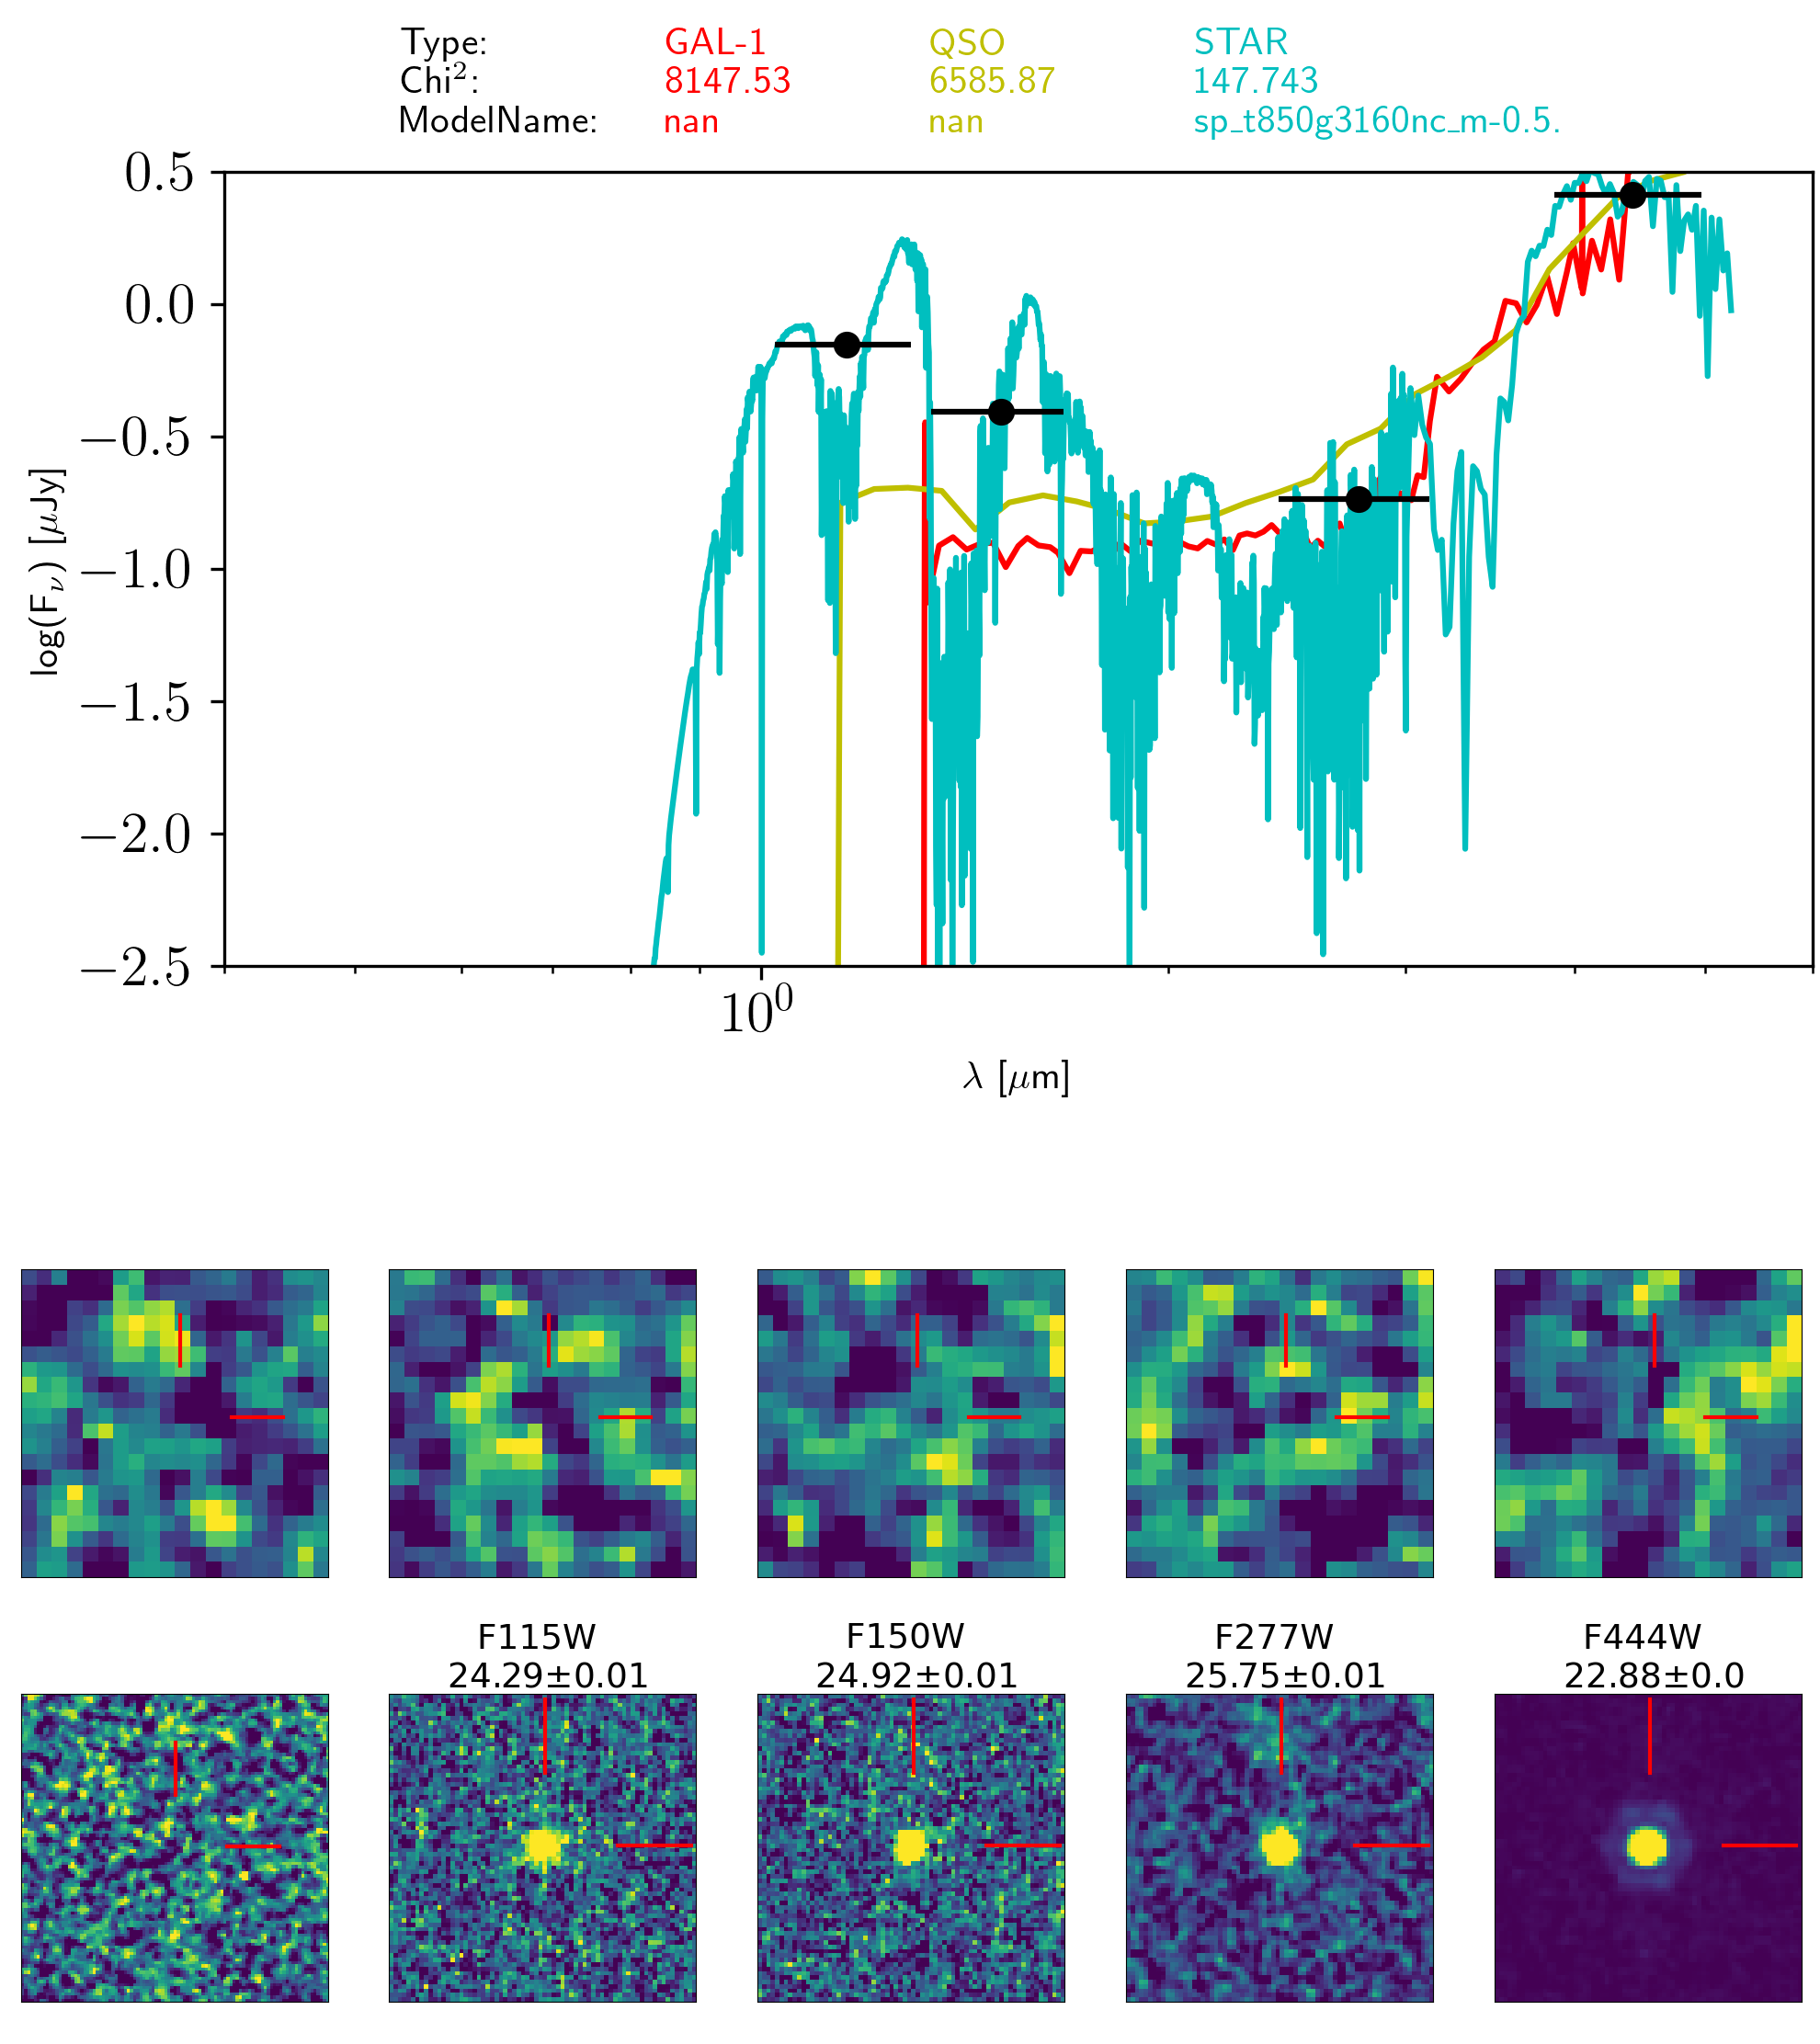 Type: GAL-1 QSO STAR
Chi²: 8147.53 6585.87 147.743
ModelName: nan nan sp_t850g3160nc_m-0.5.
0.5
0.0
−0.5
−1.0
−1.5
−2.0
−2.5
log(Fν) [μJy]
10⁰
λ [μm]
F115W F150W F277W F444W
24.29±0.01 24.92±0.01 25.75±0.01 22.88±0.0